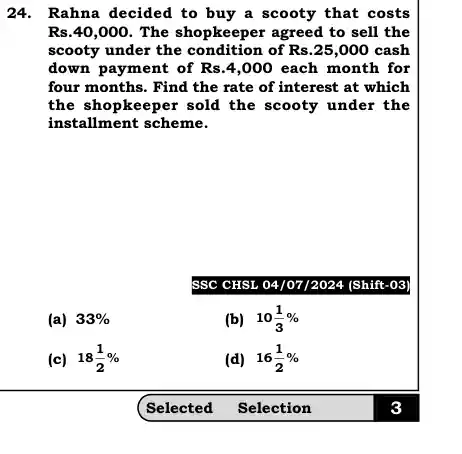 24. Rahna decided to buy a scooty that costs
Rs.40,000. The shopkeeper agreed to sell the
scooty under the condition of Rs.25,000 cash
down payment of Rs.4,000 each month for
four months. Find the rate of interest at which
the shopkeeper sold the scooty under the
installment scheme.
SSC CHSL 04/07/2024 (Shift-03)
(a) 33% (b) 10 1/3 %
(c) 18 1/2 % (d) 16 1/2 %
Selected Selection 3